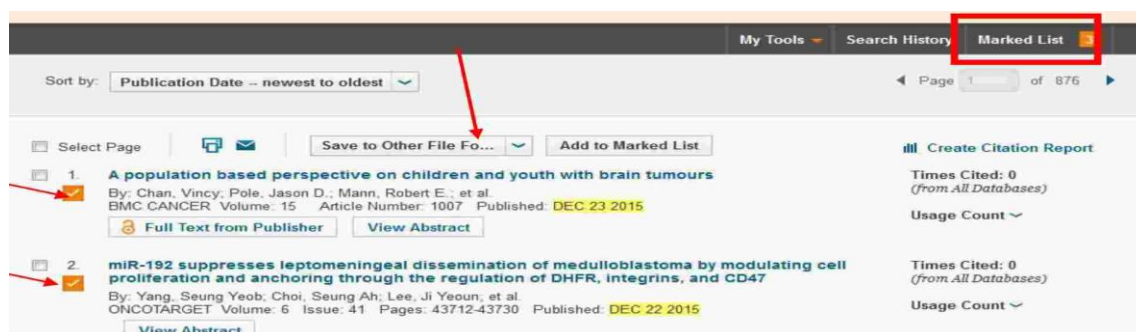 My Tools Search History Marked List 3
Sort by: Publication Date -- newest to oldest Page 1 of 876
Select Page Save to Other File Fo... Add to Marked List Create Citation Report
1. A population based perspective on children and youth with brain tumours Times Cited: 0
By: Chan, Vincy; Pole, Jason D.; Mann, Robert E.; et al. (from All Databases)
BMC CANCER Volume: 15 Article Number: 1007 Published: DEC 23 2015
Usage Count
Full Text from Publisher View Abstract
2. miR-192 suppresses leptomeningeal dissemination of medulloblastoma by modulating cell Times Cited: 0
proliferation and anchoring through the regulation of DHFR, integrins, and CD47 (from All Databases)
By: Yang, Seung Yeob; Choi, Seung Ah; Lee, Ji Yeoun; et al.
ONCOTARGET Volume: 6 Issue: 41 Pages: 43712-43730 Published: DEC 22 2015 Usage Count
View Abstract